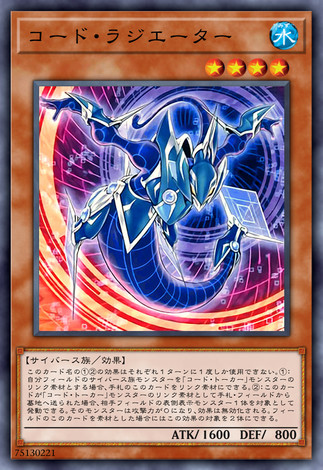 コード・ラジエーター
水
【サイバース族/効果】
このカード名の①②の効果はそれぞれ1ターンに1度しか使用できない。①:
自分フィールドのサイバース族モンスターを「コード・トーカー」モンスターの
リンク素材とする場合、手札のこのカードもリンク素材にできる。②:このカー
ドが「コード・トーカー」モンスターのリンク素材として手札・フィールドから
墓地へ送られた場合、相手フィールドの表側表示モンスター1体を対象として
発動できる。そのモンスターは攻撃力が0になり、効果は無効化される。フィール
ドのこのカードを素材とした場合にはこの効果の対象を2体にできる。
ATK/ 1600 DEF/ 800
75130221